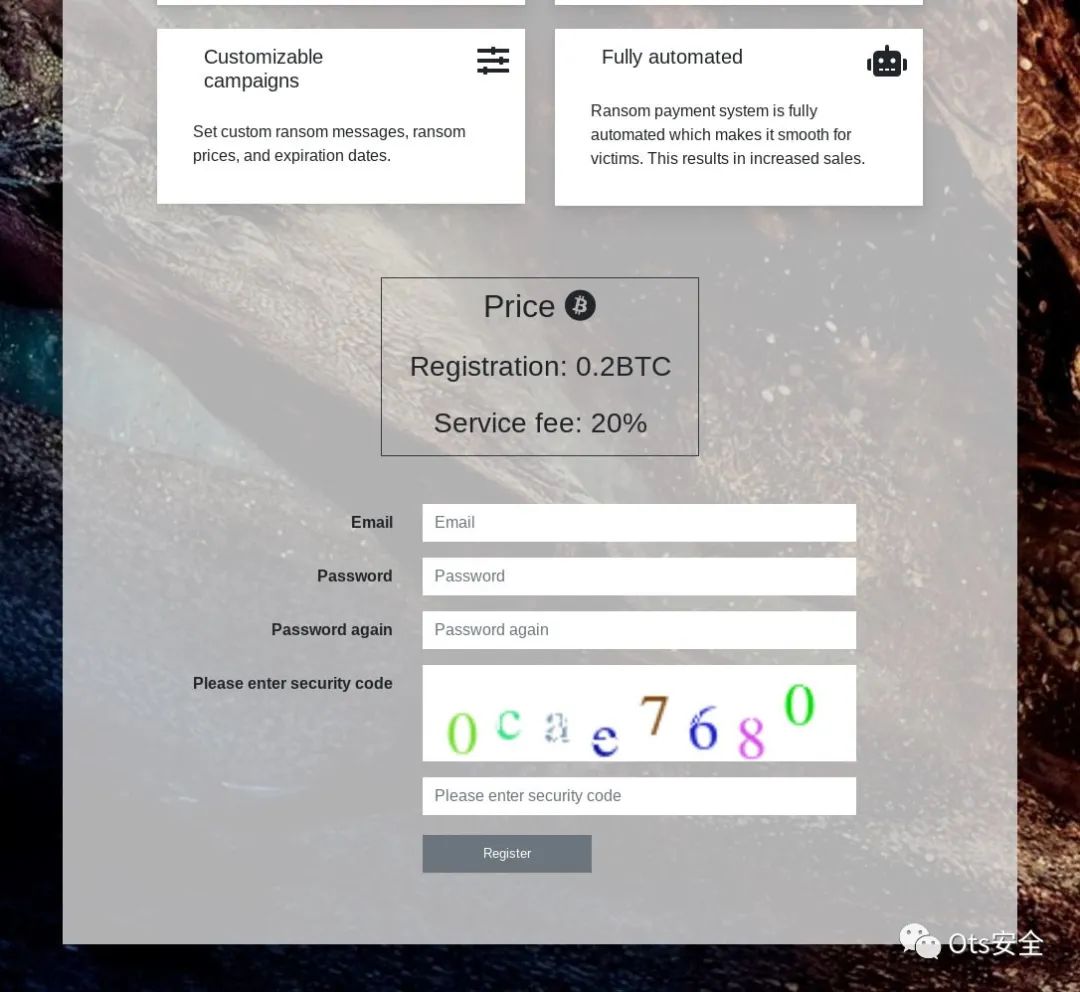 Customizable
campaigns
Set custom ransom messages, ransom
prices, and expiration dates.
Fully automated
Ransom payment system is fully
automated which makes it smooth for
victims. This results in increased sales.
Price
Registration: 0.2BTC
Service fee: 20%
Email Email
Password Password
Password again Password again
Please enter security code 0cae7680
Please enter security code
Register
Ots安全